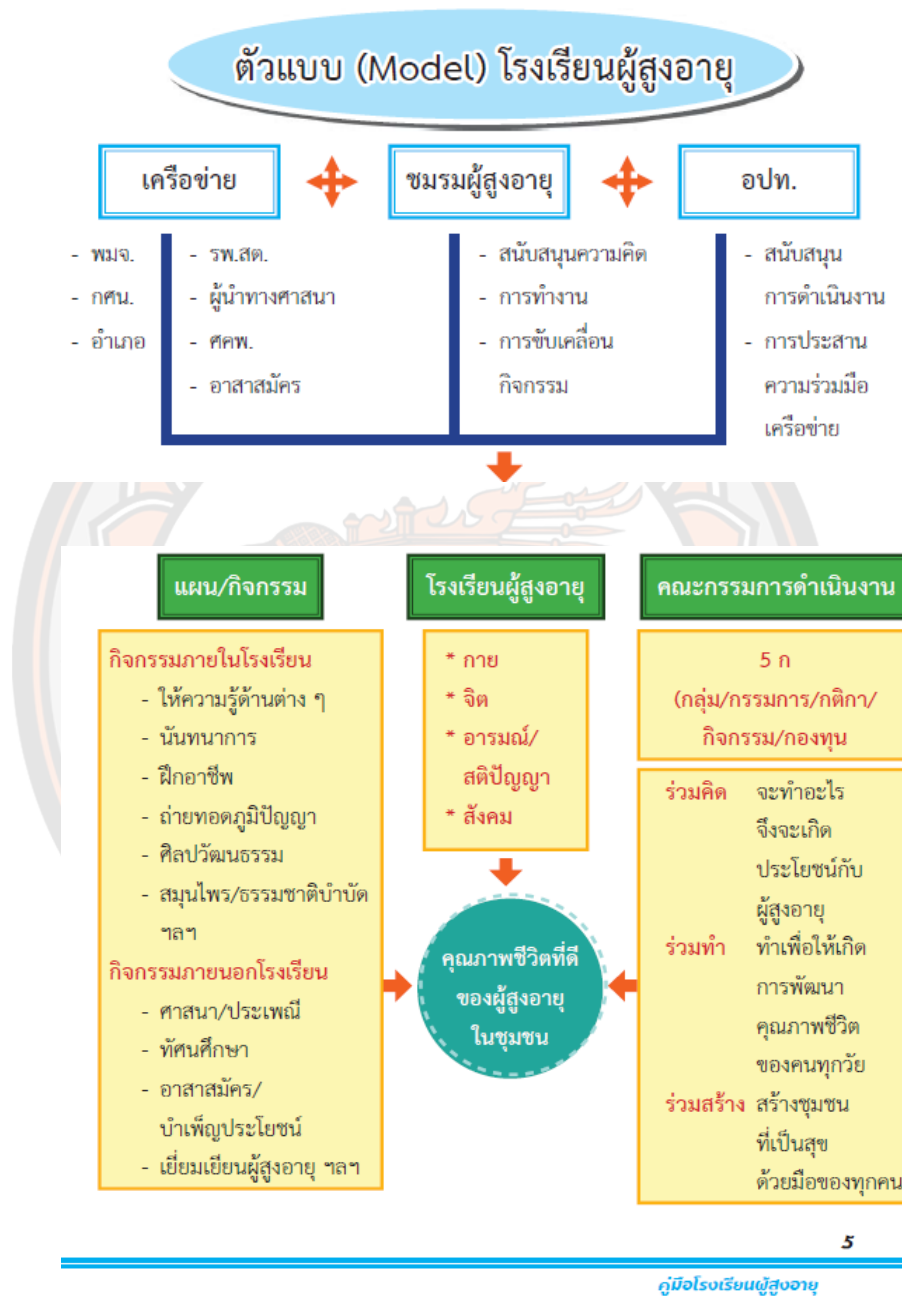 ตัวแบบ (Model) โรงเรียนผู้สูงอายุ
เครือข่าย
ชมรมผู้สูงอายุ
อปท.
- พมจ.
- กศน.
- อำเภอ
- รพ.สต.
- ผู้นำทางศาสนา
- ศคพ.
- อาสาสมัคร
- สนับสนุนความคิด
- การทำงาน
- การขับเคลื่อน
กิจกรรม
- สนับสนุน
การดำเนินงาน
- การประสาน
ความร่วมมือ
เครือข่าย
แผน/กิจกรรม
กิจกรรมภายในโรงเรียน
- ให้ความรู้ด้านต่าง ๆ
- นันทนาการ
- ฝึกอาชีพ
- ถ่ายทอดภูมิปัญญา
- ศิลปวัฒนธรรม
- สมุนไพร/ธรรมชาติบำบัด
ฯลฯ
กิจกรรมภายนอกโรงเรียน
- ศาสนา/ประเพณี
- ทัศนศึกษา
- อาสาสมัคร/
บำเพ็ญประโยชน์
- เยี่ยมเยียนผู้สูงอายุ ฯลฯ
โรงเรียนผู้สูงอายุ
* กาย
* จิต
* อารมณ์/
สติปัญญา
* สังคม
คุณภาพชีวิตที่ดี
ของผู้สูงอายุ
ในชุมชน
คณะกรรมการดำเนินงาน
5 ก
(กลุ่ม/กรรมการ/กติกา/
กิจกรรม/กองทุน
ร่วมคิด จะทำอะไร
จึงจะเกิด
ประโยชน์กับ
ผู้สูงอายุ
ร่วมทำ ทำเพื่อให้เกิด
การพัฒนา
คุณภาพชีวิต
ของคนทุกวัย
ร่วมสร้าง สร้างชุมชน
ที่เป็นสุข
ด้วยมือของทุกคน
5
คู่มือโรงเรียนผู้สูงอายุ